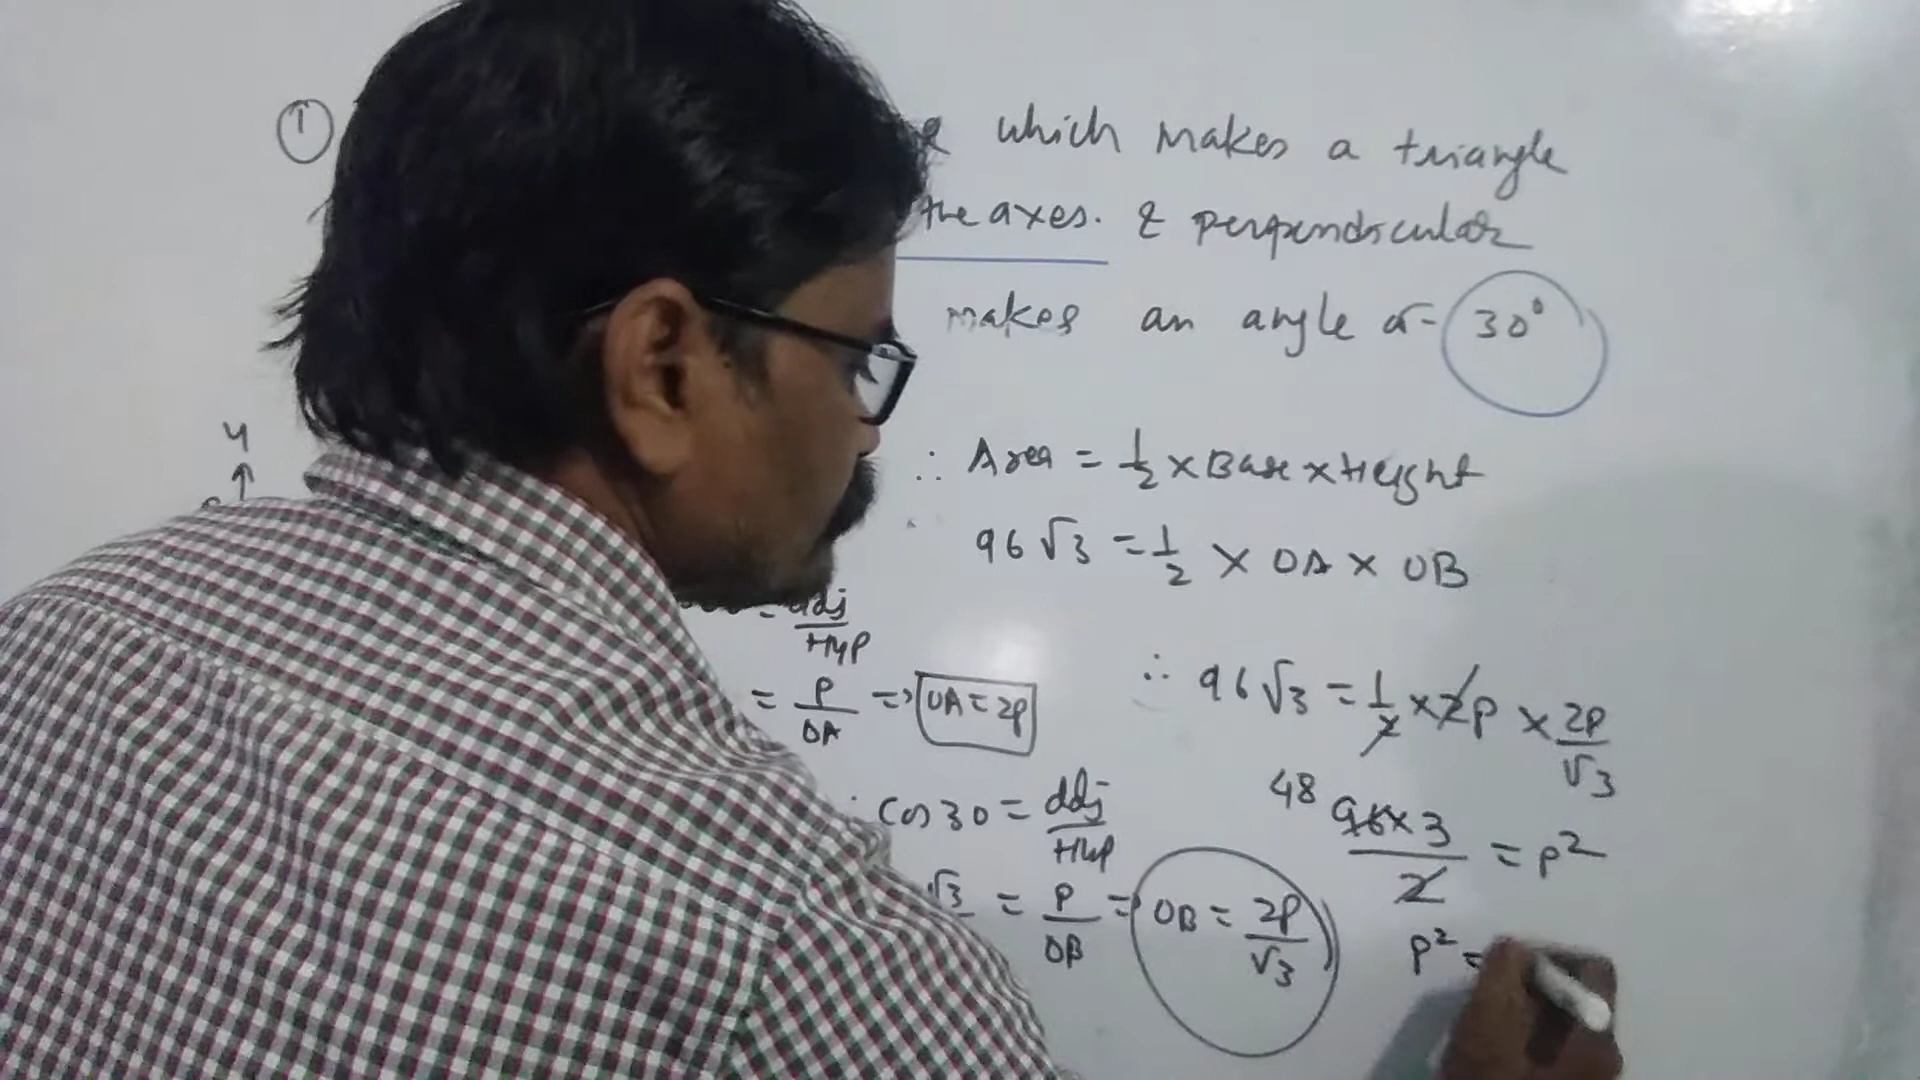 ① which makes a triangle
the axes. & perpendicular
makes an angle of 30°
y
∴ Area = 1/2 × Base × Height
96√3 = 1/2 × OA × OB
= adj/Hyp
= P/OA => OA = 2P
∴ 96√3 = 1/2 × 2P × 2P/√3
Cos 30 = adj/Hyp
48 96×3/2 = P²
√3 = P/OB => OB = 2P/√3
P² =